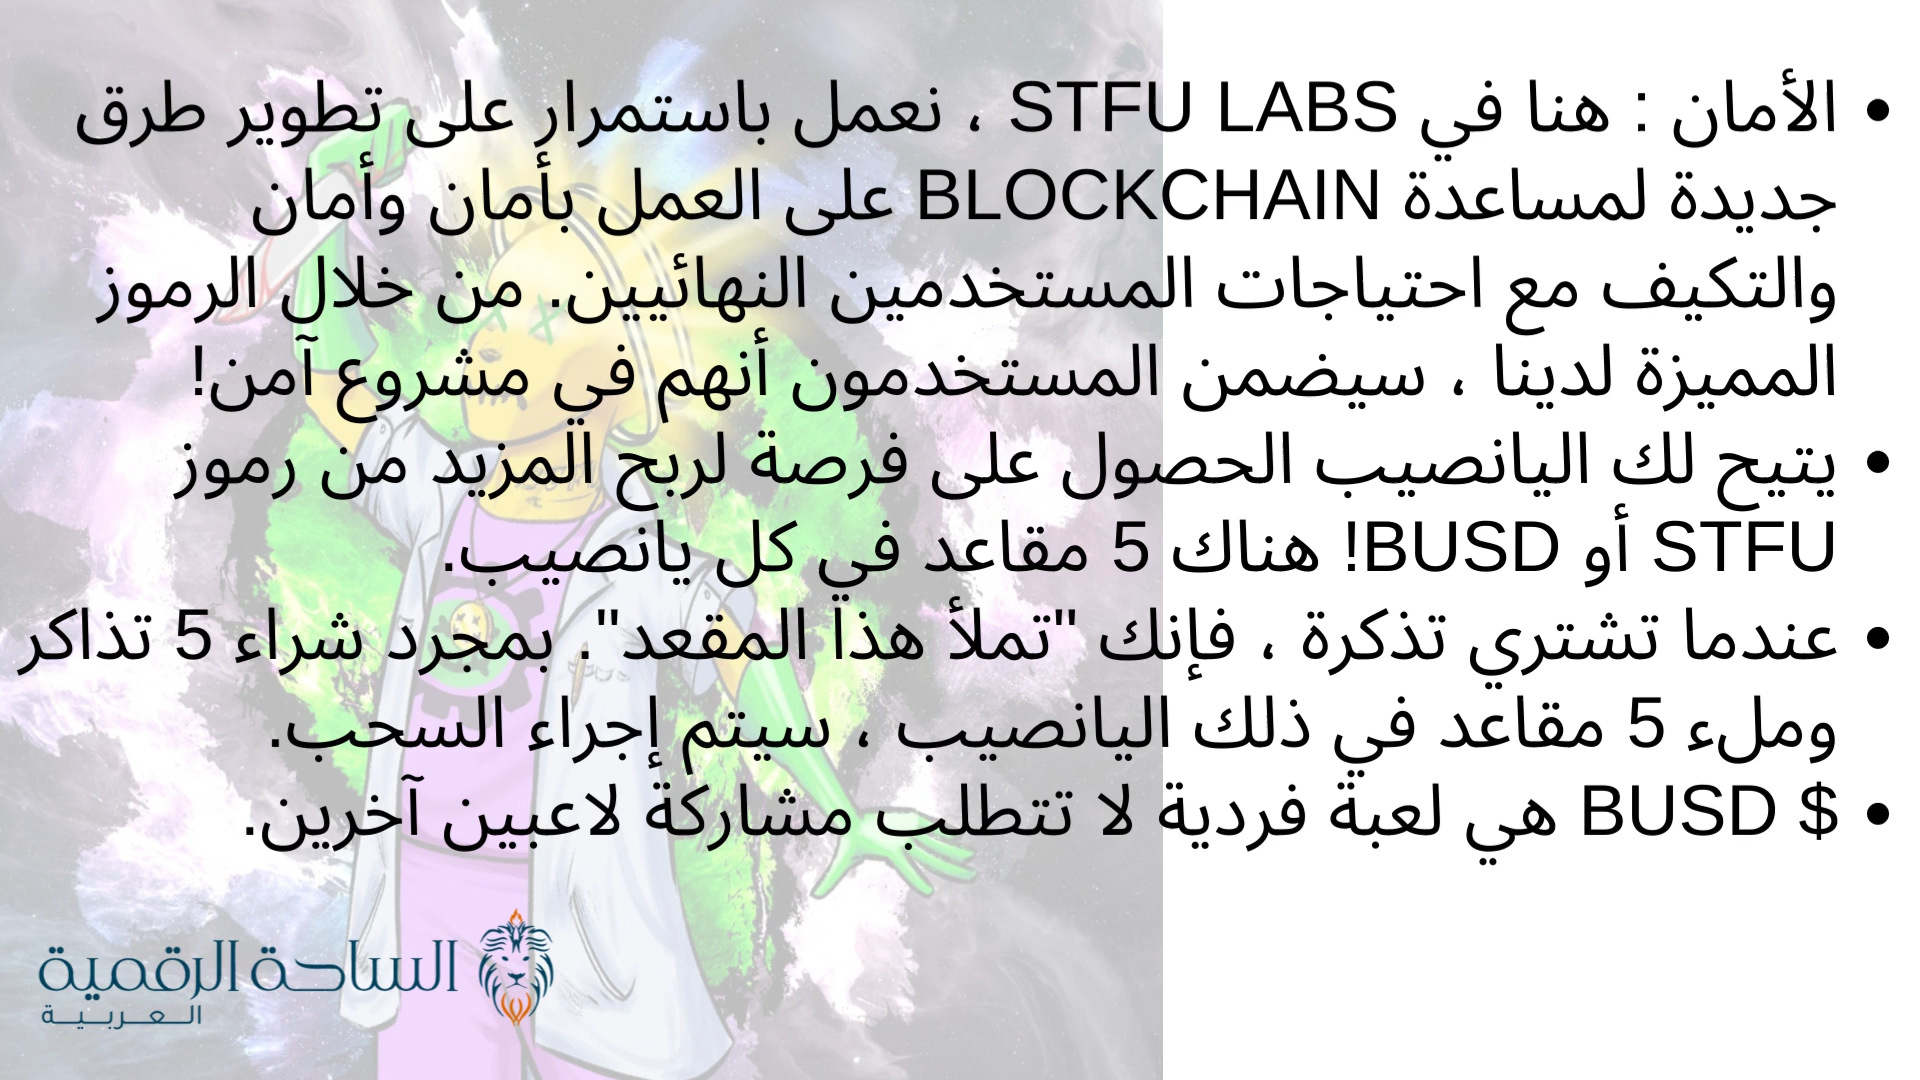 • الأمان : هنا في STFU LABS ، نعمل باستمرار على تطوير طرق
جديدة لمساعدة BLOCKCHAIN على العمل بأمان وأمان
والتكيف مع احتياجات المستخدمين النهائيين. من خلال الرموز
المميزة لدينا ، سيضمن المستخدمون أنهم في مشروع آمن!
• يتيح لك اليانصيب الحصول على فرصة لربح المزيد من رموز
STFU أو BUSD! هناك 5 مقاعد في كل يانصيب.
• عندما تشتري تذكرة ، فإنك "تملأ هذا المقعد". بمجرد شراء 5 تذاكر
وملء 5 مقاعد في ذلك اليانصيب ، سيتم إجراء السحب.
• $ BUSD هي لعبة فردية لا تتطلب مشاركة لاعبين آخرين.
الساحة الرقمية
العربية